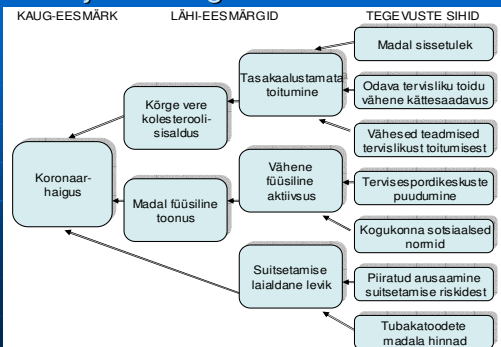 KAUG-EESMÄRK
LÄHI-EESMÄRGID
TEGEVUSTE SIHID
Koronaar-
haigus
Kõrge vere
kolesterooli-
sisaldus
Madal füüsiline
toonus
Tasakaalustamata
toitumine
Vähene
füüsiline
aktiivsus
Suitsetamise
laialdane levik
Madal sissetulek
Odava tervisliku toidu
vähene kättesaadavus
Vähesed teadmised
tervislikust toitumisest
Tervisespordikeskuste
puudumine
Kogukonna sotsiaalsed
normid
Piiratud arusaamine
suitsetamise riskidest
Tubakatoodete
madala hinnad